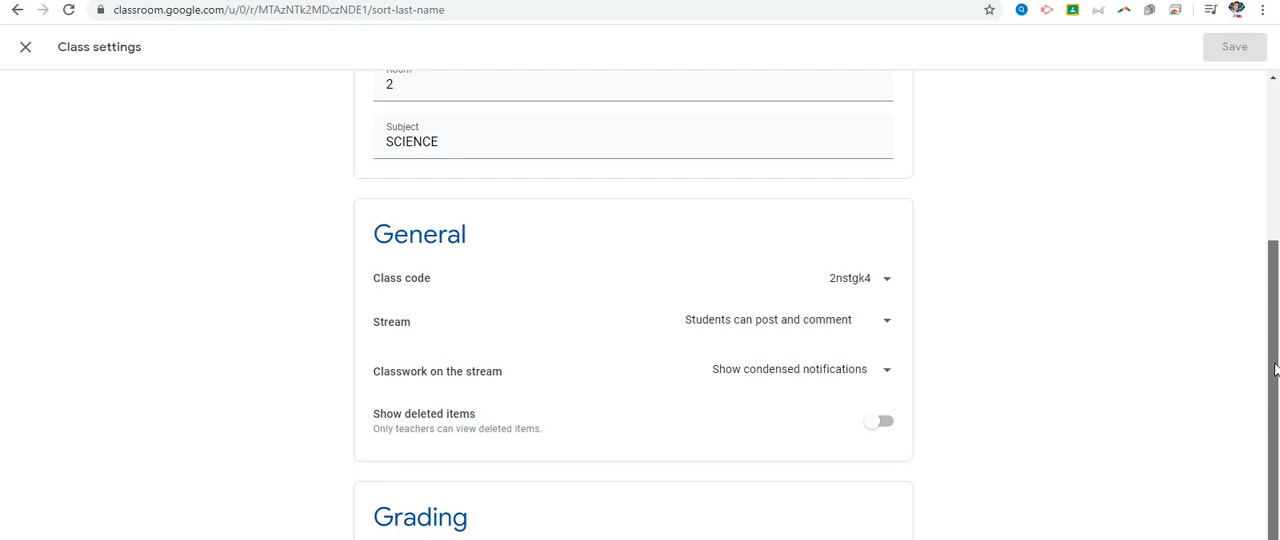 classroom.google.com/u/0/r/MTAzNTk2MDczNDE1/sort-last-name
Class settings
Save
Room
2
Subject
SCIENCE
General
Class code
2nstgk4
Stream
Students can post and comment
Classwork on the stream
Show condensed notifications
Show deleted items
Only teachers can view deleted items.
Grading